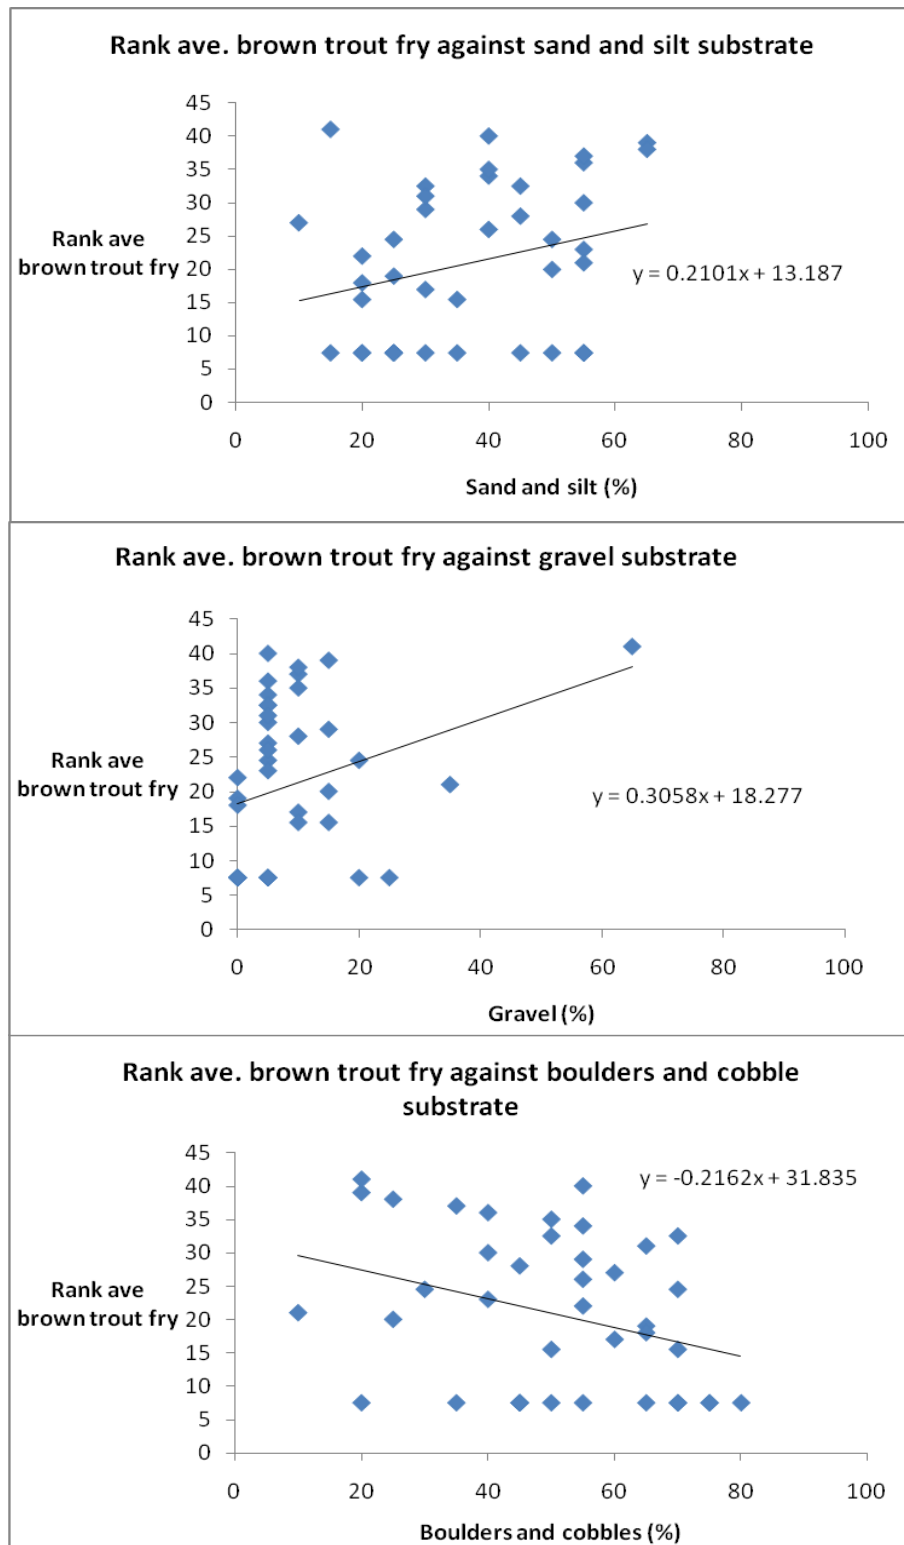 Rank ave. brown trout fry against sand and silt substrate
45
40
35
30
25
20
15
10
5
0
Rank ave
brown trout fry
y = 0.2101x + 13.187
0 20 40 60 80 100
Sand and silt (%)
Rank ave. brown trout fry against gravel substrate
45
40
35
30
25
20
15
10
5
0
Rank ave
brown trout fry
y = 0.3058x + 18.277
0 20 40 60 80 100
Gravel (%)
Rank ave. brown trout fry against boulders and cobble
substrate
45
40
35
30
25
20
15
10
5
0
y = -0.2162x + 31.835
Rank ave
brown trout fry
0 20 40 60 80 100
Boulders and cobbles (%)